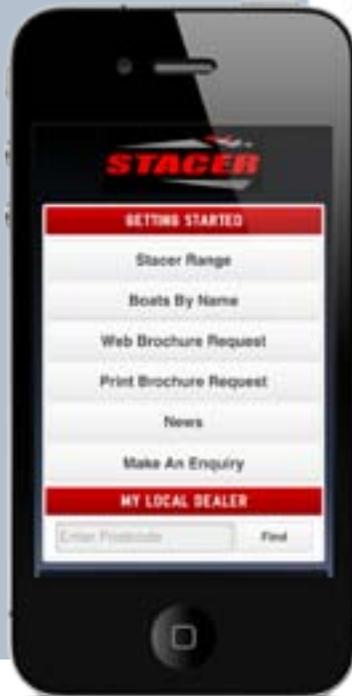 STACER
GETTING STARTED
Stacer Range
Boats By Name
Web Brochure Request
Print Brochure Request
News
Make An Enquiry
MY LOCAL DEALER
Enter Postcode Find